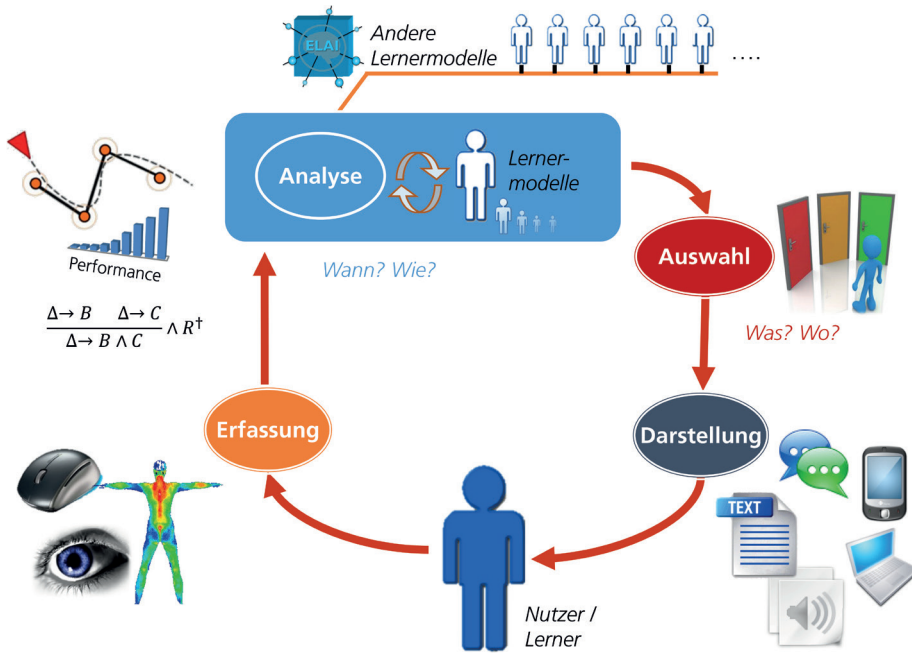 ELAI
Andere
Lernermodelle
....
Analyse
Lerner-
modelle
Performance
Wann? Wie?
Auswahl
Δ→ B Δ→ C
Δ→ B ∧ C
∧ R†
Was? Wo?
Erfassung
Darstellung
TEXT
Nutzer /
Lerner